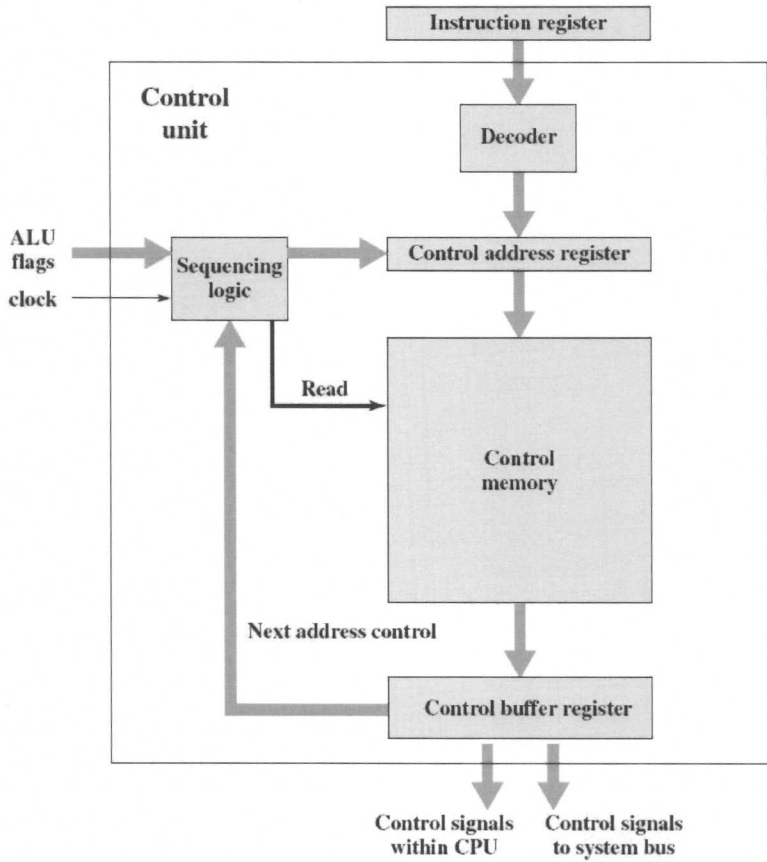 Instruction register
Control
unit
Decoder
ALU
flags
Sequencing
logic
Control address register
clock
Read
Control
memory
Next address control
Control buffer register
Control signals
within CPU
Control signals
to system bus